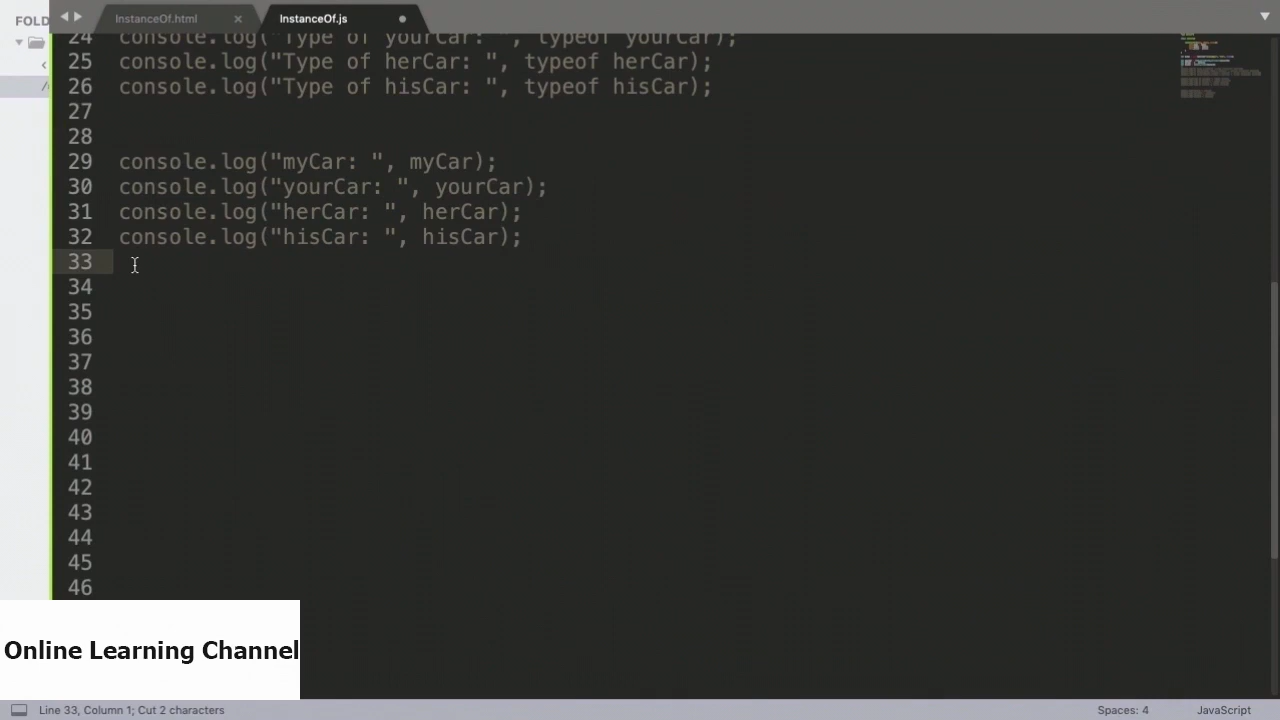 FOLD
InstanceOf.html
InstanceOf.js
24 console.log("Type of yourCar: ", typeof yourCar);
25 console.log("Type of herCar: ", typeof herCar);
26 console.log("Type of hisCar: ", typeof hisCar);
27
28
29 console.log("myCar: ", myCar);
30 console.log("yourCar: ", yourCar);
31 console.log("herCar: ", herCar);
32 console.log("hisCar: ", hisCar);
33
34
35
36
37
38
39
40
41
42
43
44
45
46
Online Learning Channel
Line 33, Column 1; Cut 2 characters
Spaces: 4
JavaScript